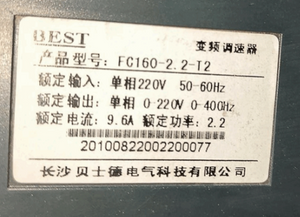 BEST 变频调速器
产品型号: FC160-2.2-T2
额定输入: 单相220V 50-60Hz
额定输出: 单相 0-220V 0-400Hz
额定电流: 9.6A 额定功率: 2.2
20100822002200077
长沙贝士德电气科技有限公司